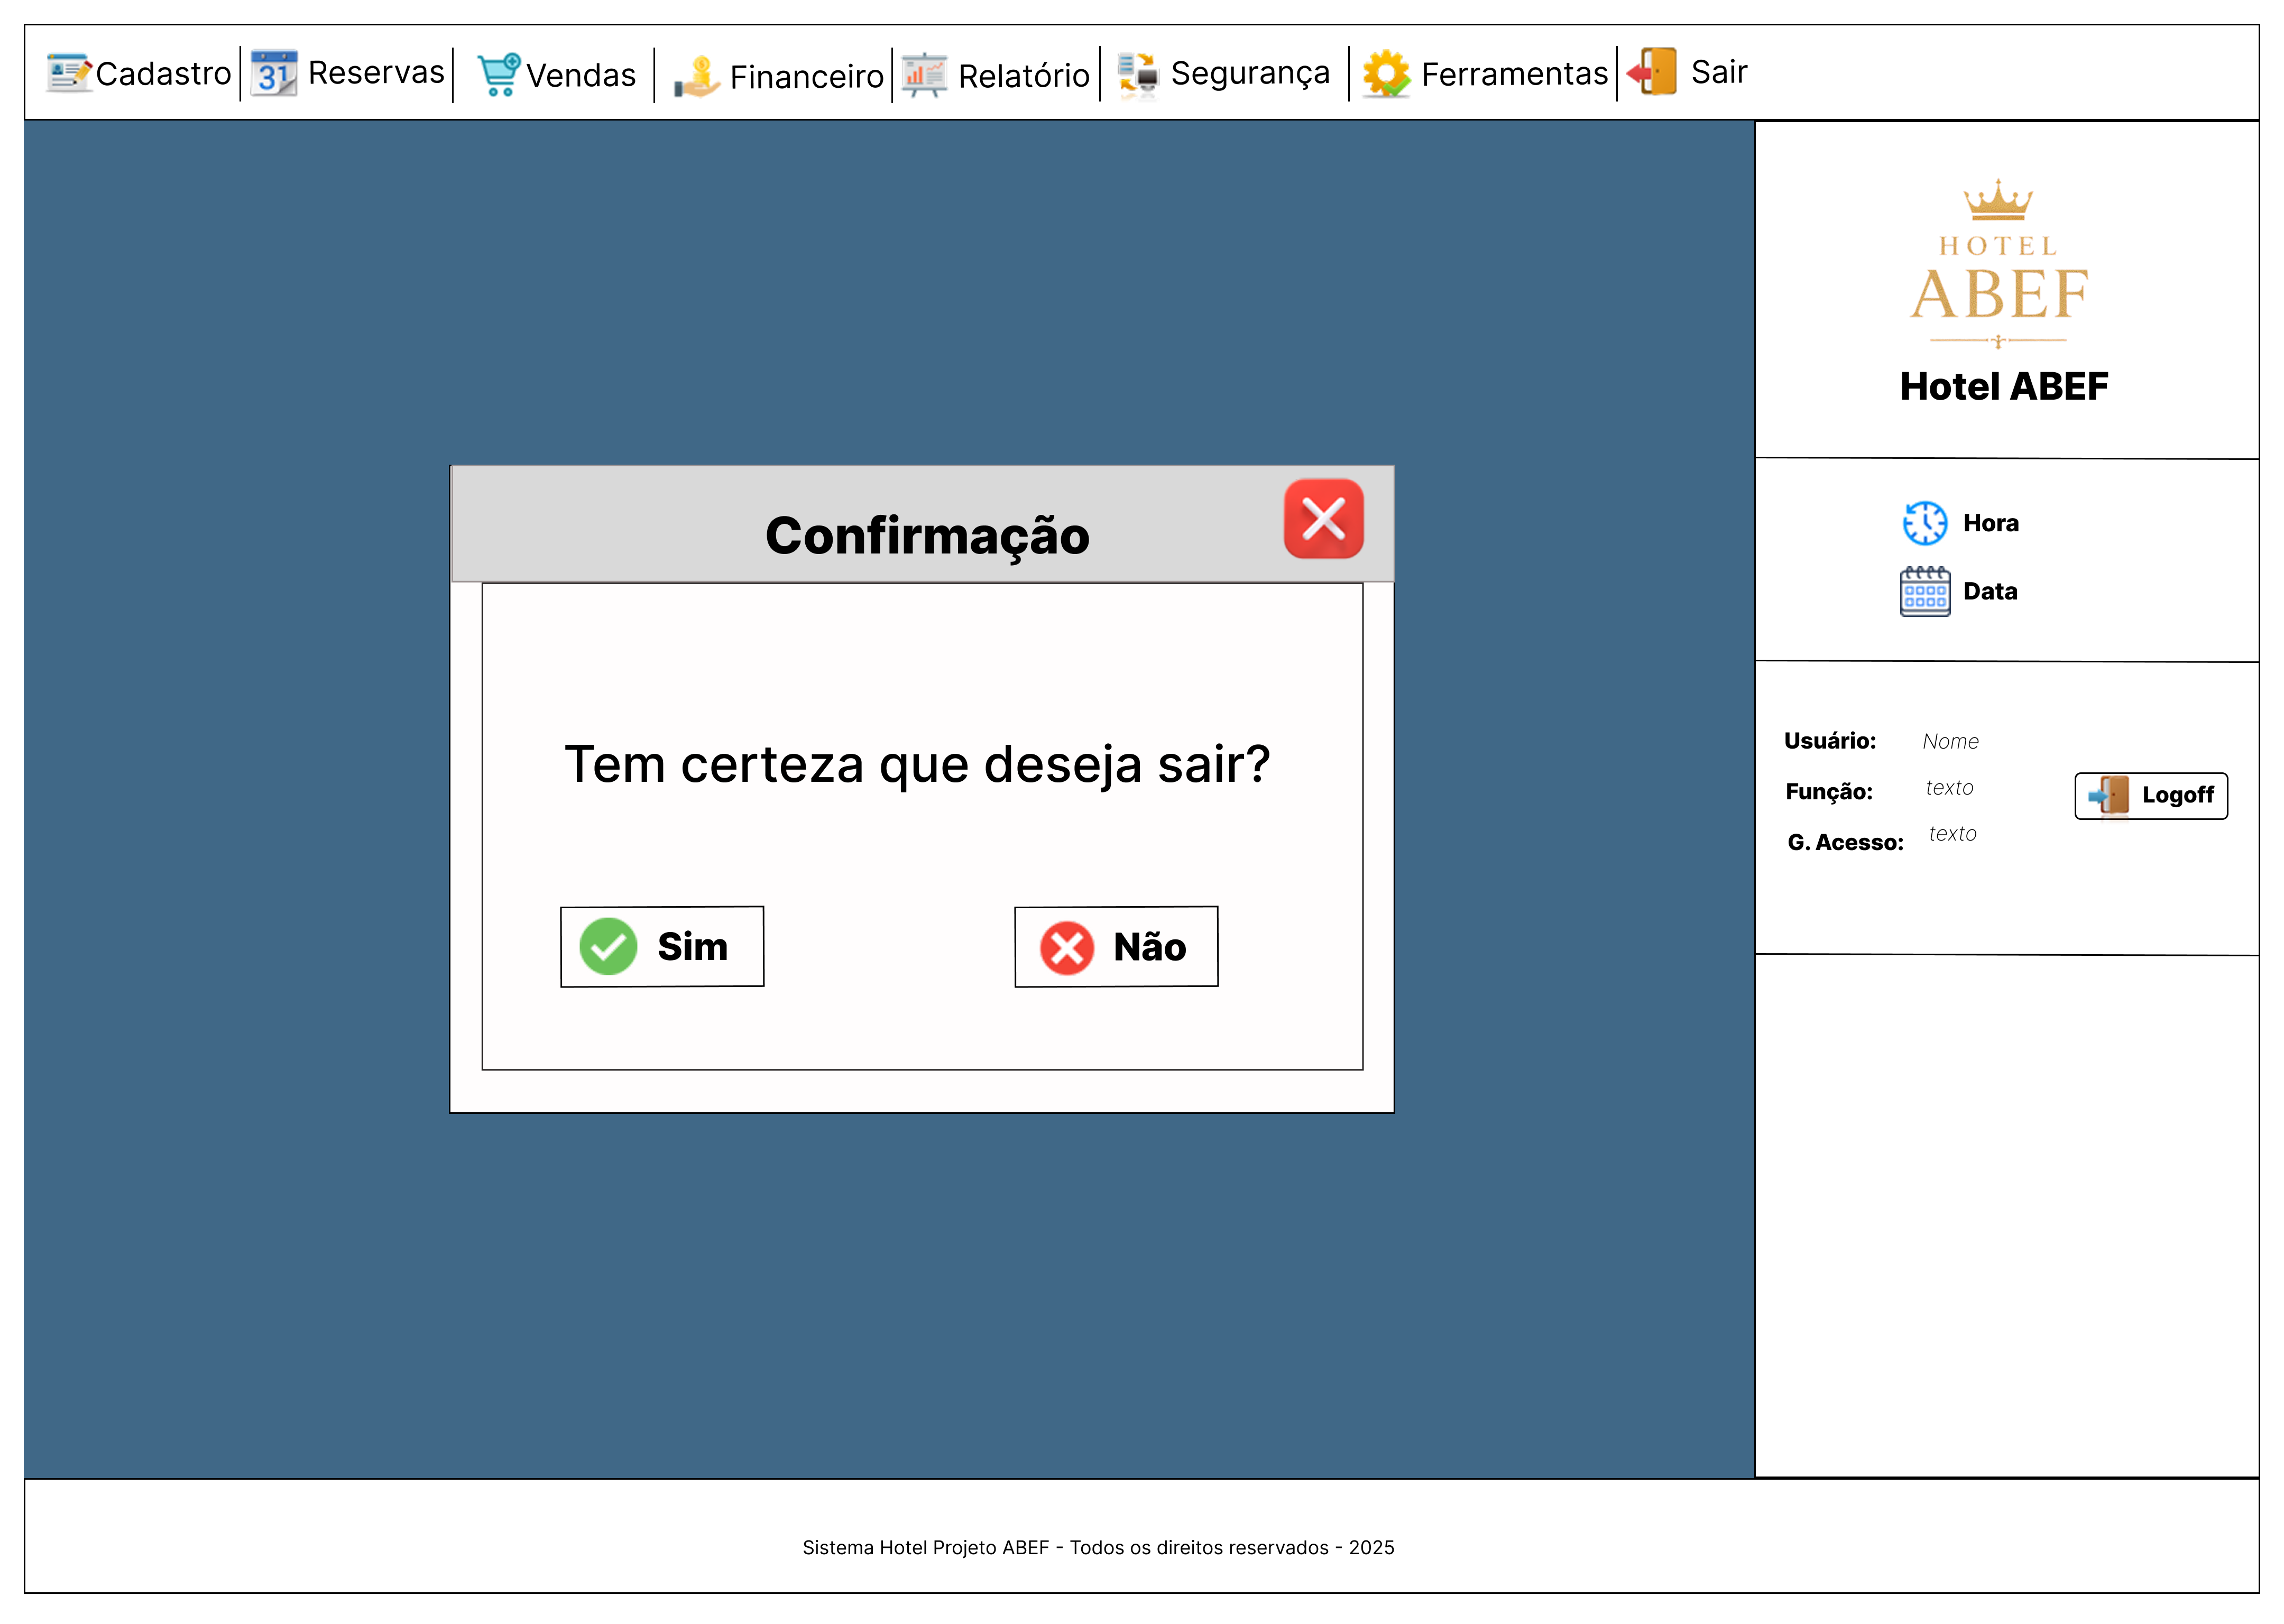 Cadastro
31 Reservas
Vendas
Financeiro
Relatório
Segurança
Ferramentas
Sair
HOTEL
ABEF
Hotel ABEF
Hora
Data
Usuário: Nome
Função: texto
G. Acesso: texto
Logoff
Confirmação
Tem certeza que deseja sair?
Sim
Não
Sistema Hotel Projeto ABEF - Todos os direitos reservados - 2025